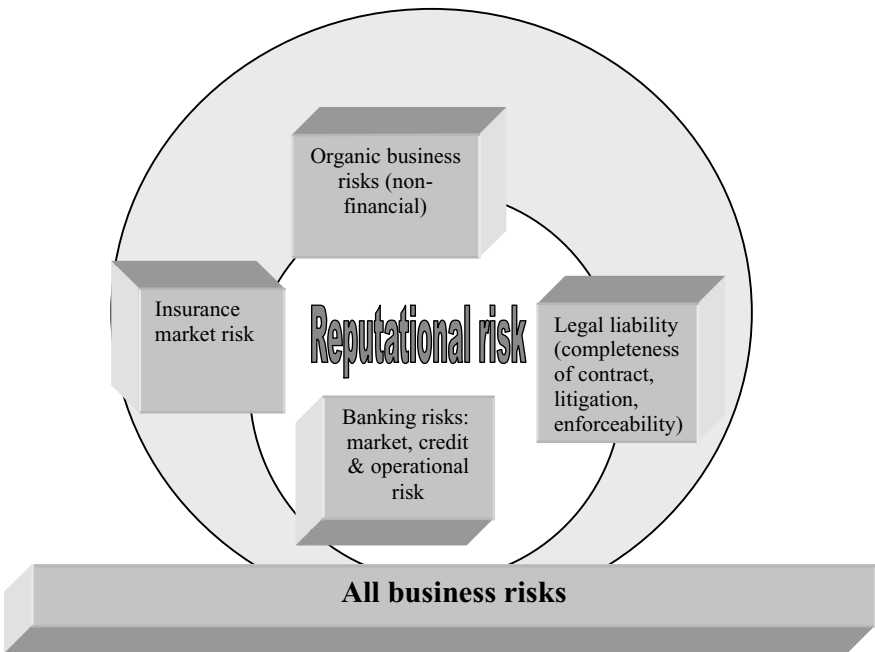 Organic business
risks (non-
financial)
Insurance
market risk
Reputational risk
Legal liability
(completeness
of contract,
litigation,
enforceability)
Banking risks:
market, credit
& operational
risk
All business risks